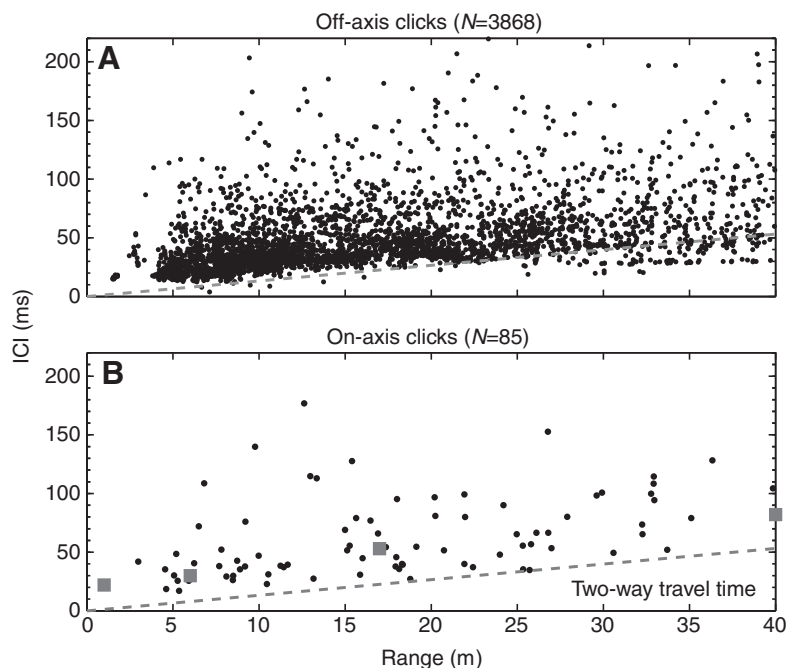 Off-axis clicks (N=3868)
A
200
150
100
50
0
ICI (ms)
On-axis clicks (N=85)
B
200
150
100
50
0
Two-way travel time
0 5 10 15 20 25 30 35 40
Range (m)